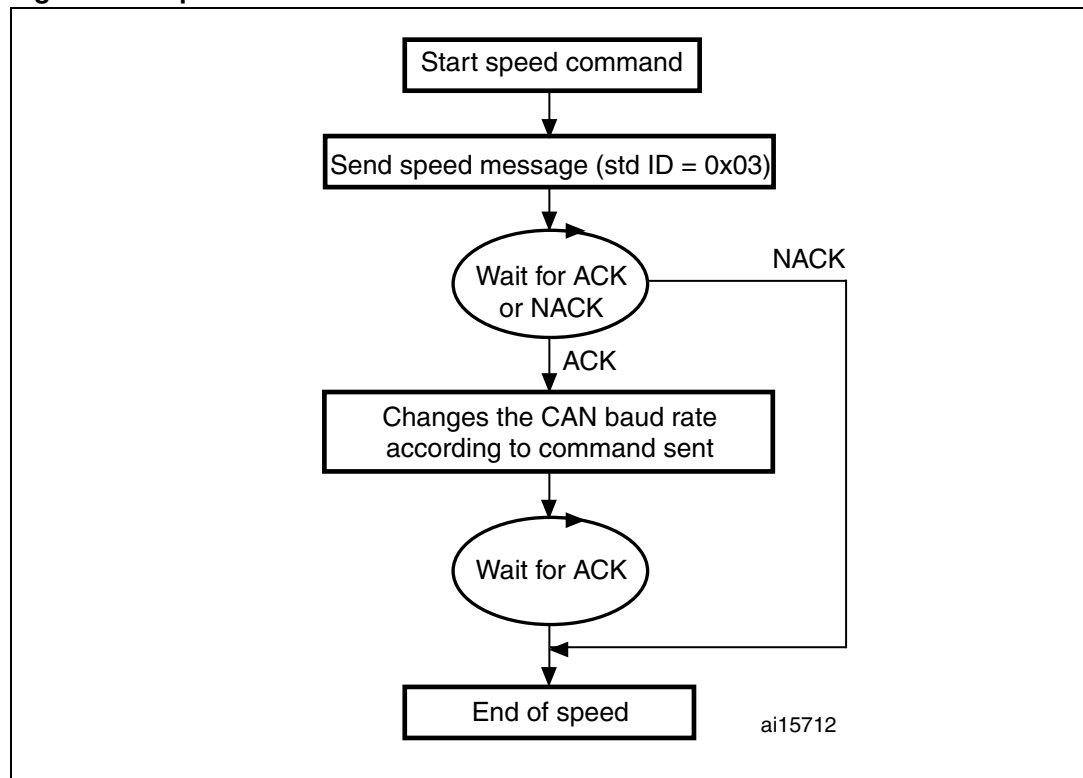 Start speed command
Send speed message (std ID = 0x03)
Wait for ACK
or NACK
NACK
ACK
Changes the CAN baud rate
according to command sent
Wait for ACK
End of speed
ai15712